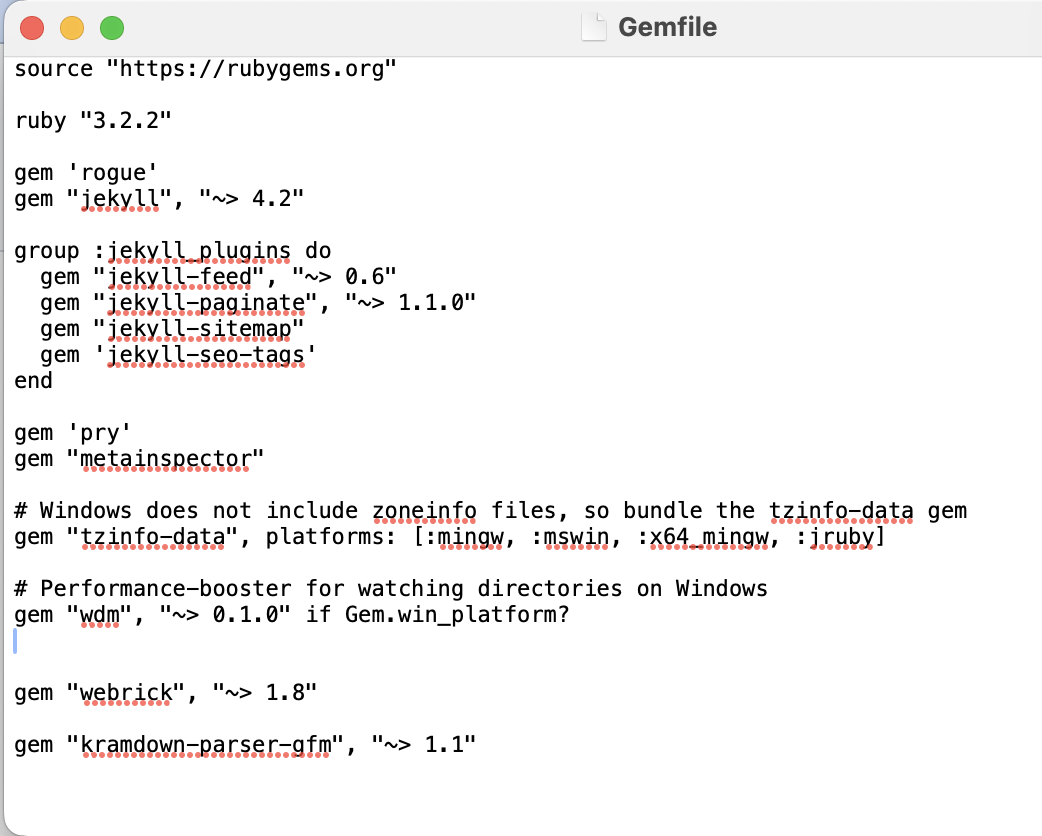 Gemfile
source "https://rubygems.org"
ruby "3.2.2"
gem 'rogue'
gem "jekyll", "~> 4.2"
group :jekyll_plugins do
  gem "jekyll-feed", "~> 0.6"
  gem "jekyll-paginate", "~> 1.1.0"
  gem "jekyll-sitemap"
  gem 'jekyll-seo-tags'
end
gem 'pry'
gem "metainspector"
# Windows does not include zoneinfo files, so bundle the tzinfo-data gem
gem "tzinfo-data", platforms: [:mingw, :mswin, :x64_mingw, :jruby]
# Performance-booster for watching directories on Windows
gem "wdm", "~> 0.1.0" if Gem.win_platform?
gem "webrick", "~> 1.8"
gem "kramdown-parser-gfm", "~> 1.1"